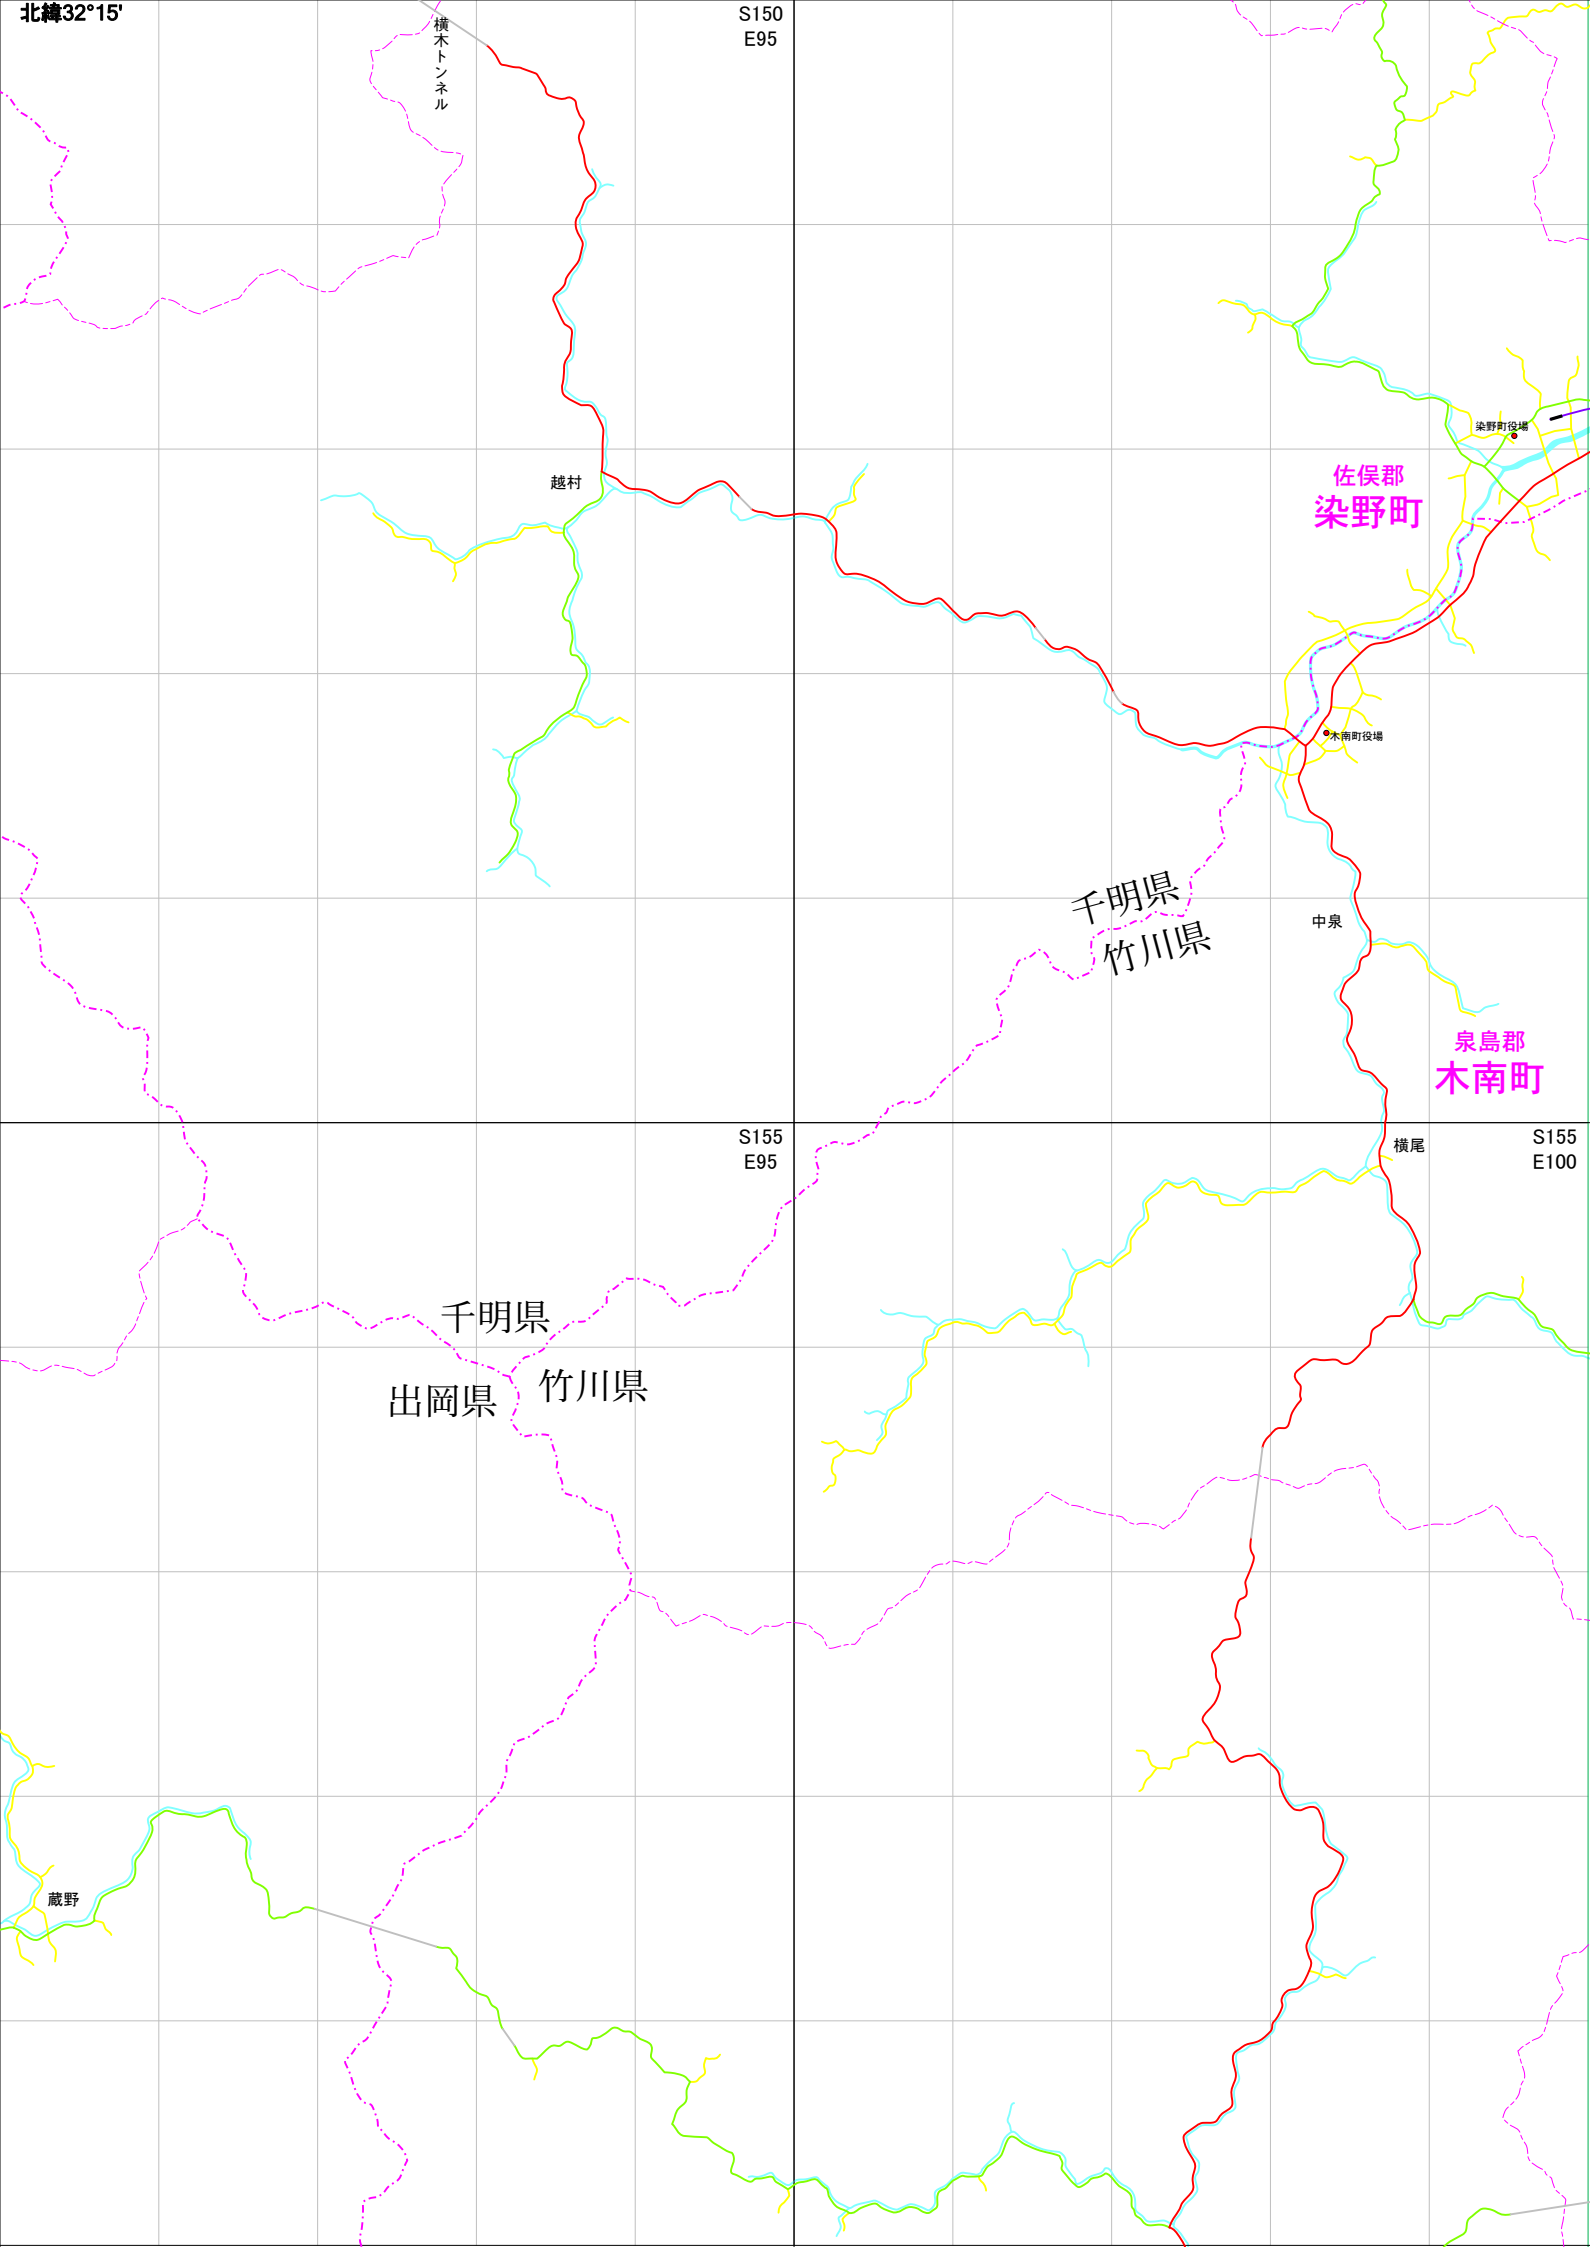 北緯32°15'
S150
E95
横木トンネル
染野町役場
越村
佐俣郡
染野町
木南町役場
千明県
竹川県
中泉
泉島郡
木南町
S155
E95
横尾
S155
E100
千明県
出岡県
竹川県
蔵野